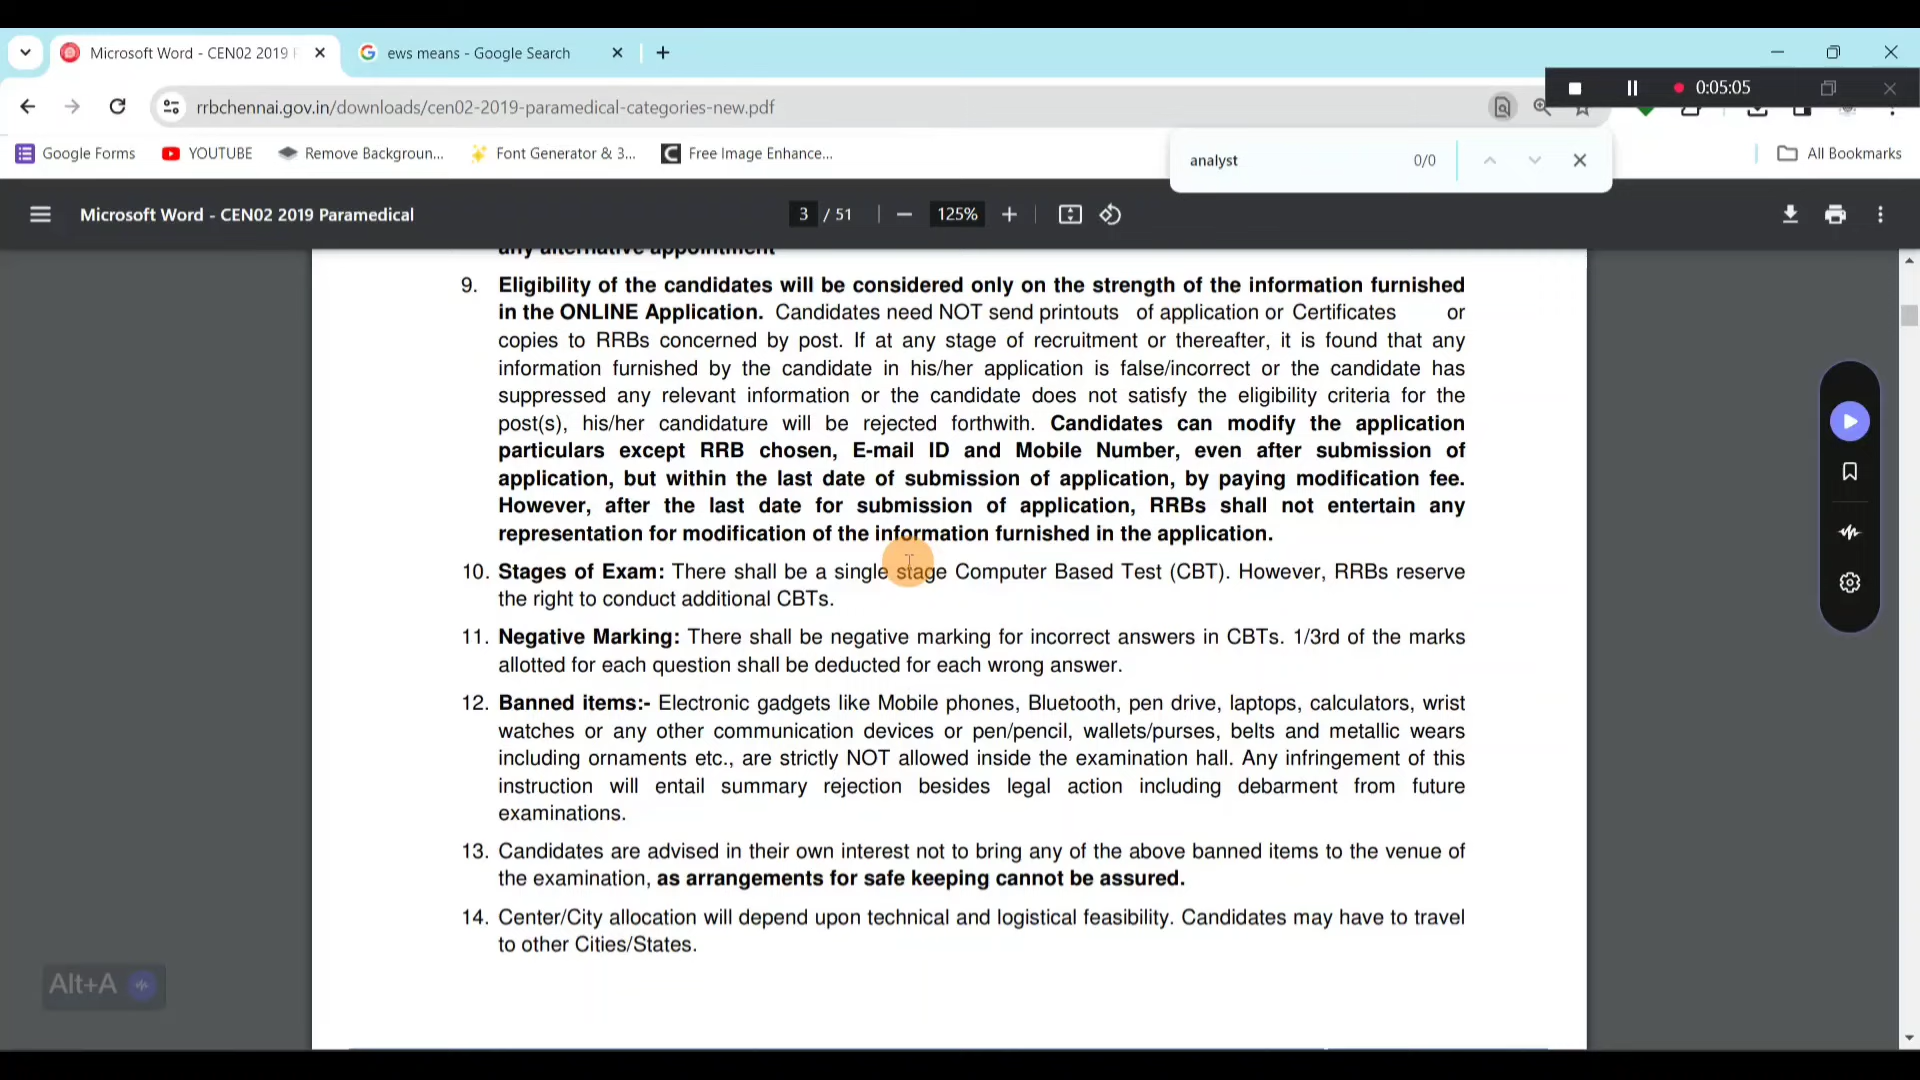 Microsoft Word - CEN02 2019 P
ews means - Google Search
0:05:05
rrbchennai.gov.in/downloads/cen02-2019-paramedical-categories-new.pdf
Google Forms
YOUTUBE
Remove Backgroun...
Font Generator & 3...
Free Image Enhance...
analyst
0/0
All Bookmarks
Microsoft Word - CEN02 2019 Paramedical
3 / 51
125%
any alternative appointment
9. Eligibility of the candidates will be considered only on the strength of the information furnished
in the ONLINE Application. Candidates need NOT send printouts of application or Certificates or
copies to RRBs concerned by post. If at any stage of recruitment or thereafter, it is found that any
information furnished by the candidate in his/her application is false/incorrect or the candidate has
suppressed any relevant information or the candidate does not satisfy the eligibility criteria for the
post(s), his/her candidature will be rejected forthwith. Candidates can modify the application
particulars except RRB chosen, E-mail ID and Mobile Number, even after submission of
application, but within the last date of submission of application, by paying modification fee.
However, after the last date for submission of application, RRBs shall not entertain any
representation for modification of the information furnished in the application.
10. Stages of Exam: There shall be a single stage Computer Based Test (CBT). However, RRBs reserve
the right to conduct additional CBTs.
11. Negative Marking: There shall be negative marking for incorrect answers in CBTs. 1/3rd of the marks
allotted for each question shall be deducted for each wrong answer.
12. Banned items:- Electronic gadgets like Mobile phones, Bluetooth, pen drive, laptops, calculators, wrist
watches or any other communication devices or pen/pencil, wallets/purses, belts and metallic wears
including ornaments etc., are strictly NOT allowed inside the examination hall. Any infringement of this
instruction will entail summary rejection besides legal action including debarment from future
examinations.
13. Candidates are advised in their own interest not to bring any of the above banned items to the venue of
the examination, as arrangements for safe keeping cannot be assured.
14. Center/City allocation will depend upon technical and logistical feasibility. Candidates may have to travel
to other Cities/States.
Alt+A